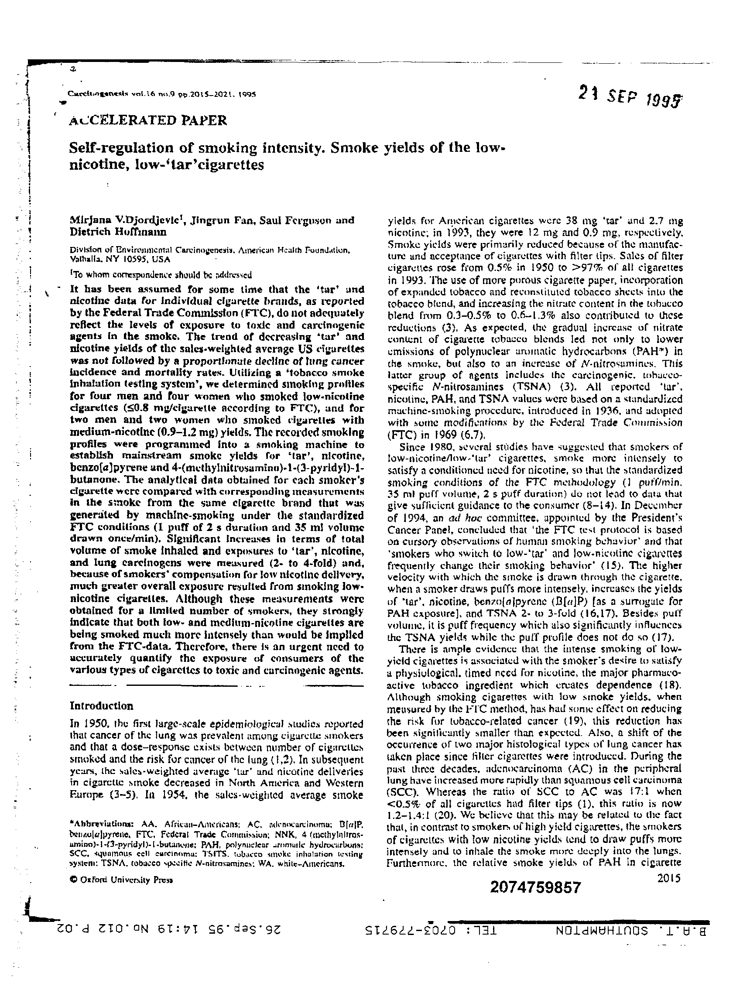 Carcinogenesis vol.16 no.9 pp.2015–2021, 1995
21 SEP 1995
ACCELERATED PAPER
Self-regulation of smoking intensity. Smoke yields of the low-
nicotine, low-‘tar’cigarettes
Mirjana V.Djordjevic¹, Jingrun Fan, Saul Ferguson and
Dietrich Hoffmann
Division of Environmental Carcinogenesis, American Health Foundation,
Valhalla, NY 10595, USA
¹To whom correspondence should be addressed
It has been assumed for some time that the ‘tar’ and
nicotine data for individual cigarette brands, as reported
by the Federal Trade Commission (FTC), do not adequately
reflect the levels of exposure to toxic and carcinogenic
agents in the smoke. The trend of decreasing ‘tar’ and
nicotine yields of the sales-weighted average US cigarettes
was not followed by a proportionate decline of lung cancer
incidence and mortality rates. Utilizing a ‘tobacco smoke
inhalation testing system’, we determined smoking profiles
for four men and four women who smoked low-nicotine
cigarettes (≤0.8 mg/cigarette according to FTC), and for
two men and two women who smoked cigarettes with
medium-nicotine (0.9–1.2 mg) yields. The recorded smoking
profiles were programmed into a smoking machine to
establish mainstream smoke yields for ‘tar’, nicotine,
benzo[a]pyrene and 4-(methylnitrosamino)-1-(3-pyridyl)-1-
butanone. The analytical data obtained for each smoker’s
cigarette were compared with corresponding measurements
in the smoke from the same cigarette brand that was
generated by machine-smoking under the standardized
FTC conditions (1 puff of 2 s duration and 35 ml volume
drawn once/min). Significant increases in terms of total
volume of smoke inhaled and exposures to ‘tar’, nicotine,
and lung carcinogens were measured (2- to 4-fold) and,
because of smokers’ compensation for low nicotine delivery,
much greater overall exposure resulted from smoking low-
nicotine cigarettes. Although these measurements were
obtained for a limited number of smokers, they strongly
indicate that both low- and medium-nicotine cigarettes are
being smoked much more intensely than would be implied
from the FTC-data. Therefore, there is an urgent need to
accurately quantify the exposure of consumers of the
various types of cigarettes to toxic and carcinogenic agents.
Introduction
In 1950, the first large-scale epidemiological studies reported
that cancer of the lung was prevalent among cigarette smokers
and that a dose–response exists between number of cigarettes
smoked and the risk for cancer of the lung (1,2). In subsequent
years, the sales-weighted average ‘tar’ and nicotine deliveries
in cigarette smoke decreased in North America and Western
Europe (3–5). In 1954, the sales-weighted average smoke
*Abbreviations: AA, African–Americans; AC, adenocarcinoma; B[a]P,
benzo[a]pyrene, FTC, Federal Trade Commission; NNK, 4 (methylnitros-
amino)-1-(3-pyridyl)-1-butanone; PAH, polynuclear aromatic hydrocarbons;
SCC, squamous cell carcinoma; TSITS, tobacco smoke inhalation testing
system; TSNA, tobacco specific N-nitrosamines; WA, white–Americans.
© Oxford University Press
yields for American cigarettes were 38 mg ‘tar’ and 2.7 mg
nicotine; in 1993, they were 12 mg and 0.9 mg, respectively.
Smoke yields were primarily reduced because of the manufac-
ture and acceptance of cigarettes with filter tips. Sales of filter
cigarettes rose from 0.5% in 1950 to >97% of all cigarettes
in 1993. The use of more porous cigarette paper, incorporation
of expanded tobacco and reconstituted tobacco sheets into the
tobacco blend, and increasing the nitrate content in the tobacco
blend from 0.3–0.5% to 0.6–1.3% also contributed to these
reductions (3). As expected, the gradual increase of nitrate
content of cigarette tobacco blends led not only to lower
emissions of polynuclear aromatic hydrocarbons (PAH*) in
the smoke, but also to an increase of N-nitrosamines. This
latter group of agents includes the carcinogenic, tobacco-
specific N-nitrosamines (TSNA) (3). All reported ‘tar’,
nicotine, PAH, and TSNA values were based on a standardized
machine-smoking procedure, introduced in 1936, and adopted
with some modifications by the Federal Trade Commission
(FTC) in 1969 (6,7).
Since 1980, several studies have suggested that smokers of
low-nicotine/low-‘tar’ cigarettes, smoke more intensely to
satisfy a conditioned need for nicotine, so that the standardized
smoking conditions of the FTC methodology (1 puff/min,
35 ml puff volume, 2 s puff duration) do not lead to data that
give sufficient guidance to the consumer (8–14). In December
of 1994, an ad hoc committee, appointed by the President’s
Cancer Panel, concluded that ‘the FTC test protocol is based
on cursory observations of human smoking behavior’ and that
‘smokers who switch to low-‘tar’ and low-nicotine cigarettes
frequently change their smoking behavior’ (15). The higher
velocity with which the smoke is drawn through the cigarette,
when a smoker draws puffs more intensely, increases the yields
of ‘tar’, nicotine, benzo[a]pyrene (B[a]P) [as a surrogate for
PAH exposure], and TSNA 2- to 3-fold (16,17). Besides puff
volume, it is puff frequency which also significantly influences
the TSNA yields while the puff profile does not do so (17).
There is ample evidence that the intense smoking of low-
yield cigarettes is associated with the smoker’s desire to satisfy
a physiological, timed need for nicotine, the major pharmaco-
active tobacco ingredient which creates dependence (18).
Although smoking cigarettes with low smoke yields, when
measured by the FTC method, has had some effect on reducing
the risk for tobacco-related cancer (19), this reduction has
been significantly smaller than expected. Also, a shift of the
occurrence of two major histological types of lung cancer has
taken place since filter cigarettes were introduced. During the
past three decades, adenocarcinoma (AC) in the peripheral
lung have increased more rapidly than squamous cell carcinoma
(SCC). Whereas the ratio of SCC to AC was 17:1 when
<0.5% of all cigarettes had filter tips (1), this ratio is now
1.2–1.4:1 (20). We believe that this may be related to the fact
that, in contrast to smokers of high yield cigarettes, the smokers
of cigarettes with low nicotine yields tend to draw puffs more
intensely and to inhale the smoke more deeply into the lungs.
Furthermore, the relative smoke yields of PAH in cigarette
2015
2074759857
B.A.T. SOUTHAMPTON TEL: 0703-779715 26.Sep.95 14:19 No.012 P.02